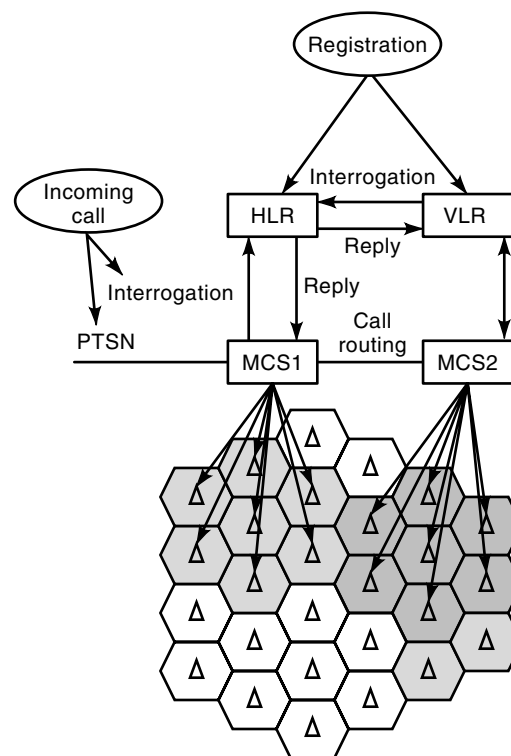 Registration
Incoming
call
Interrogation
HLR
VLR
Reply
Interrogation
Reply
PTSN
Call
routing
MCS1
MCS2